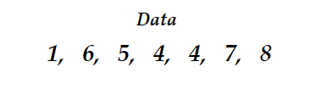 Data
1, 6, 5, 4, 4, 7, 8